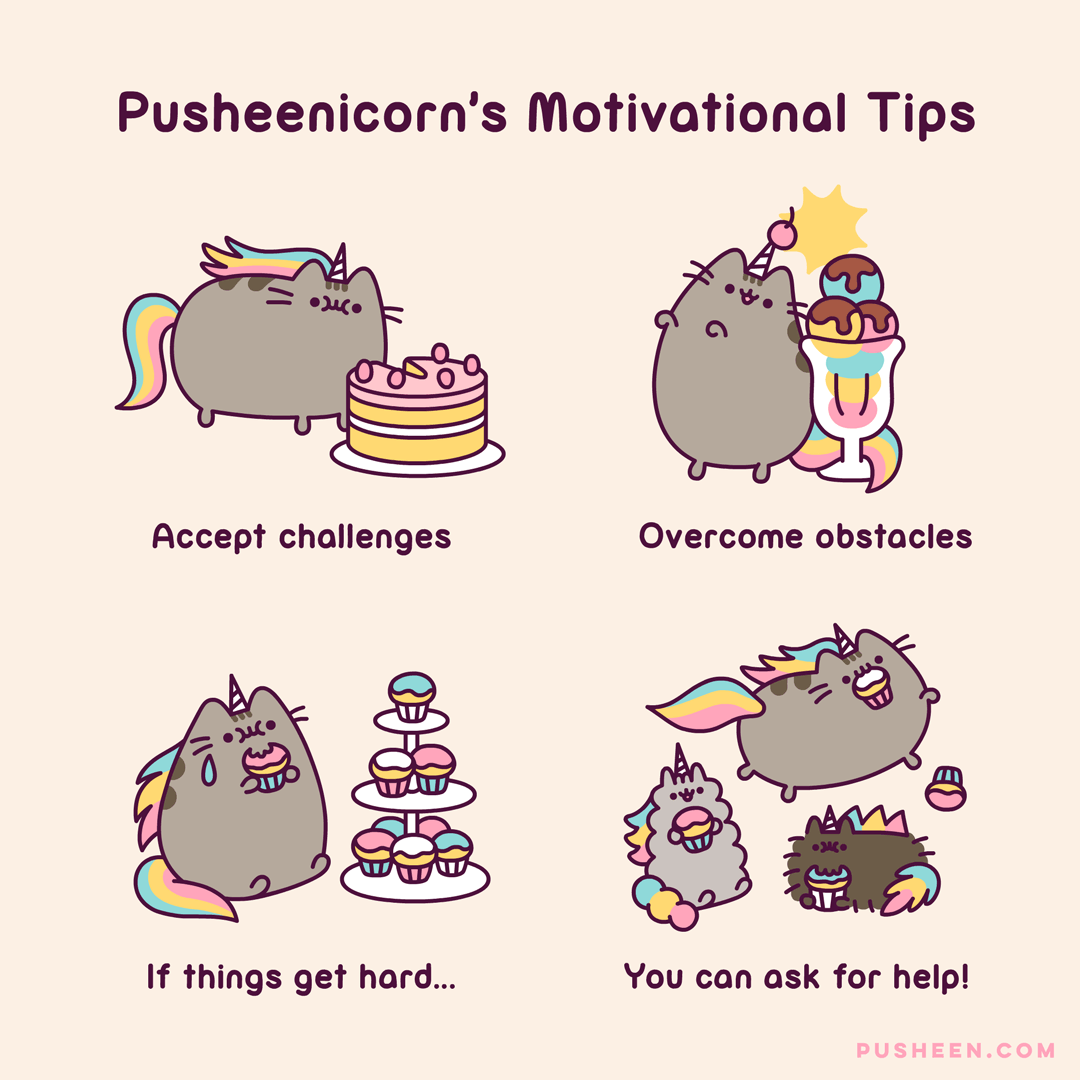 Pusheenicorn's Motivational Tips
Accept challenges
Overcome obstacles
If things get hard...
You can ask for help!
PUSHEEN.COM